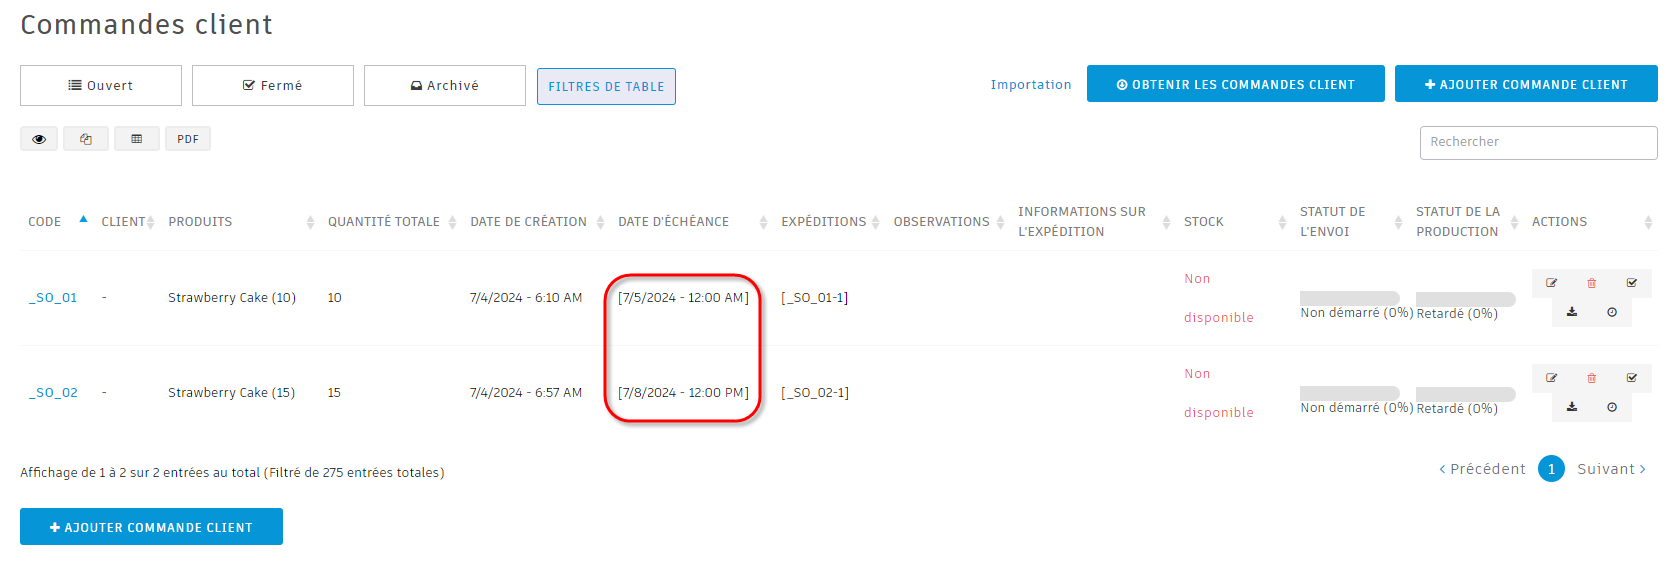 Commandes client
Ouvert Fermé Archivé FILTRES DE TABLE Importation OBTENIR LES COMMANDES CLIENT AJOUTER COMMANDE CLIENT
PDF Rechercher
CODE CLIENT PRODUITS QUANTITÉ TOTALE DATE DE CRÉATION DATE D'ÉCHÉANCE EXPÉDITIONS OBSERVATIONS INFORMATIONS SUR L'EXPÉDITION STOCK STATUT DE L'ENVOI STATUT DE LA PRODUCTION ACTIONS
_SO_01 - Strawberry Cake (10) 10 7/4/2024 - 6:10 AM [7/5/2024 - 12:00 AM] [_SO_01-1] Non disponible Non démarré (0%) Retardé (0%)
_SO_02 - Strawberry Cake (15) 15 7/4/2024 - 6:57 AM [7/8/2024 - 12:00 PM] [_SO_02-1] Non disponible Non démarré (0%) Retardé (0%)
Affichage de 1 à 2 sur 2 entrées au total (Filtré de 275 entrées totales)
Précédent 1 Suivant
AJOUTER COMMANDE CLIENT